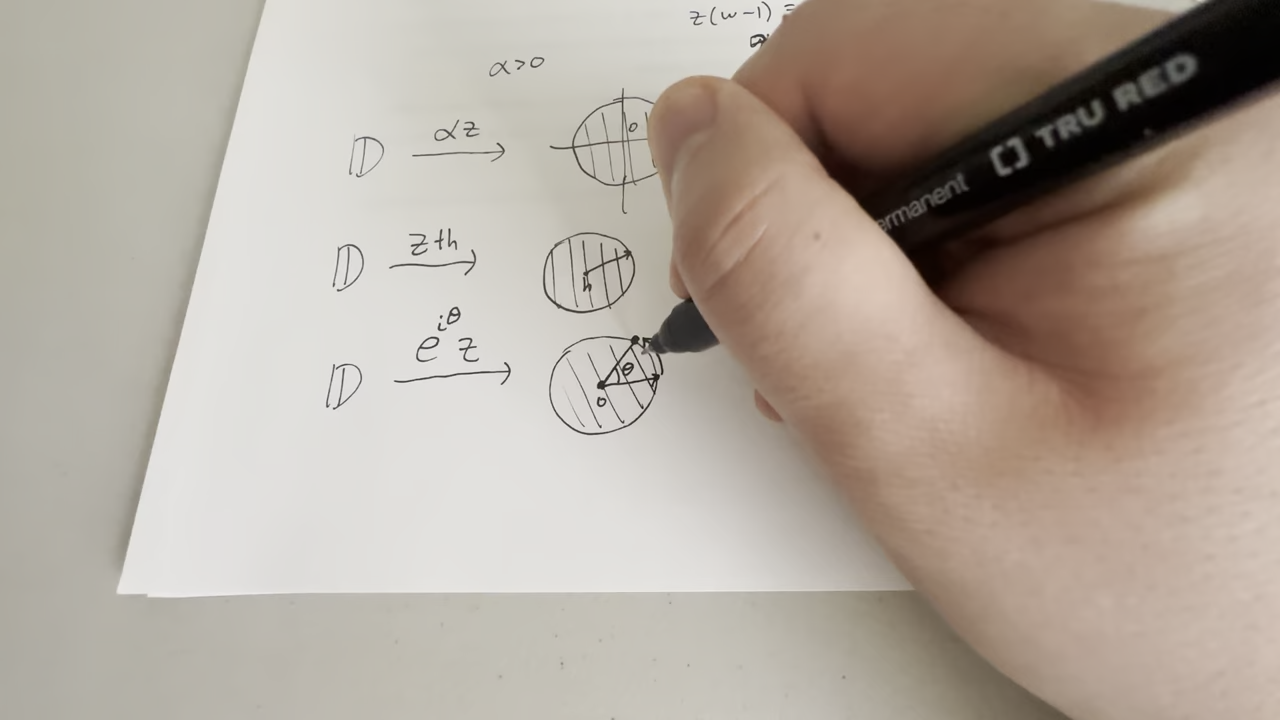 z(w-1) =
α>0
𝔻 αz → 0
𝔻 z+h → h
𝔻 e^{iθ}z → θ 0
[] TRU RED
ermanent